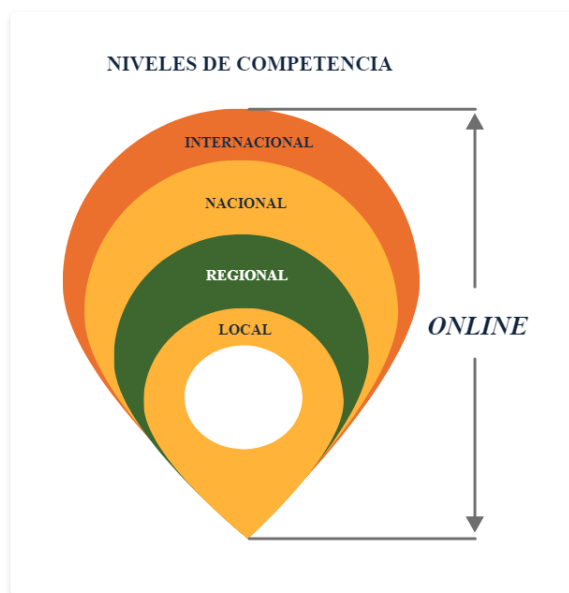 NIVELES DE COMPETENCIA
INTERNACIONAL
NACIONAL
REGIONAL
LOCAL
ONLINE